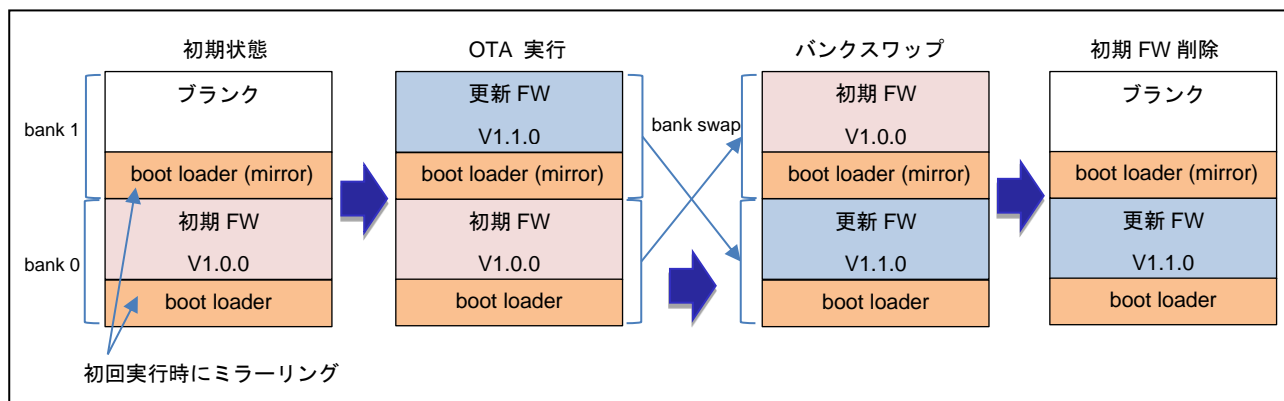 初期状態
OTA 実行
バンクスワップ
初期 FW 削除
bank 1
ブランク
boot loader (mirror)
bank 0
初期 FW
V1.0.0
boot loader
初回実行時にミラーリング
更新 FW
V1.1.0
boot loader (mirror)
初期 FW
V1.0.0
boot loader
bank swap
初期 FW
V1.0.0
boot loader (mirror)
更新 FW
V1.1.0
boot loader
ブランク
boot loader (mirror)
更新 FW
V1.1.0
boot loader